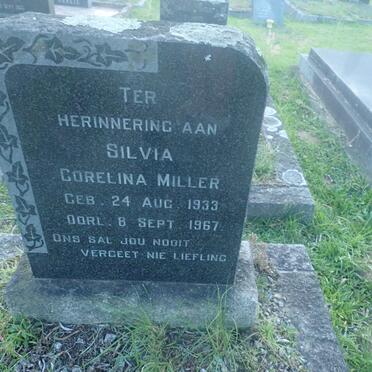 TER
HERINNERING AAN
SILVIA
CORELINA MILLER
GEB. 24 AUG. 1933
OORL. 8 SEPT. 1967
ONS SAL JOU NOOIT
VERGEET NIE LIEFLING